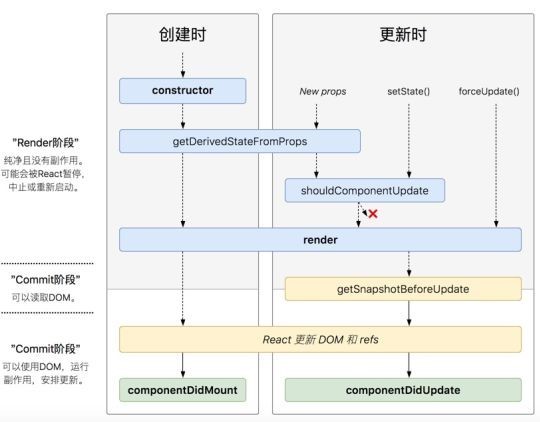 创建时
更新时
constructor
New props
setState()
forceUpdate()
"Render阶段"
纯净且没有副作用。
可能会被React暂停,
中止或重新启动。
getDerivedStateFromProps
shouldComponentUpdate
render
"Commit阶段"
可以读取DOM。
getSnapshotBeforeUpdate
"Commit阶段"
可以使用DOM，运行
副作用，安排更新。
React 更新 DOM 和 refs
componentDidMount
componentDidUpdate